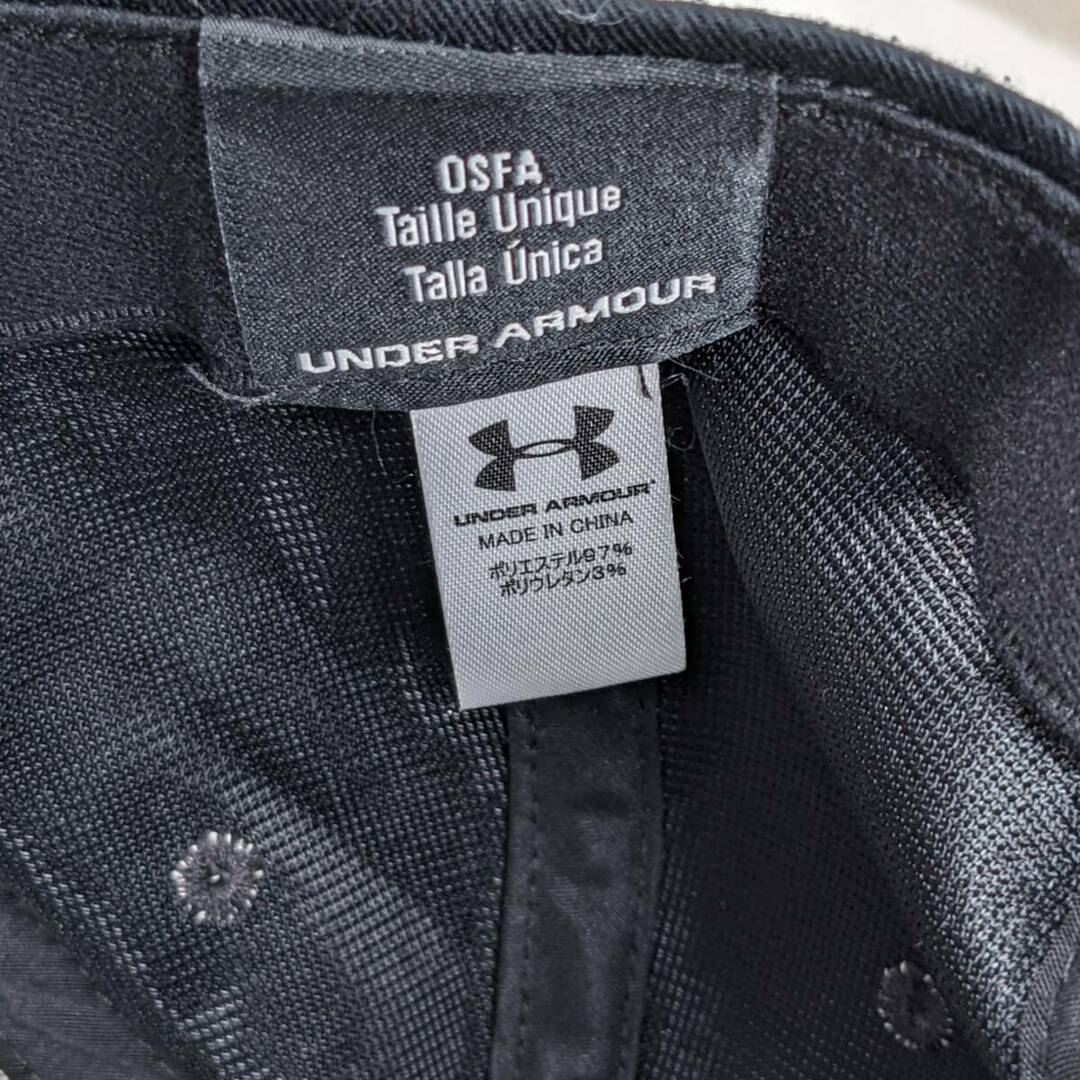 OSFA
Taille Unique
Talla Única
UNDER ARMOUR
UNDER ARMOUR
MADE IN CHINA
ポリエステル97%
ポリウレタン3%